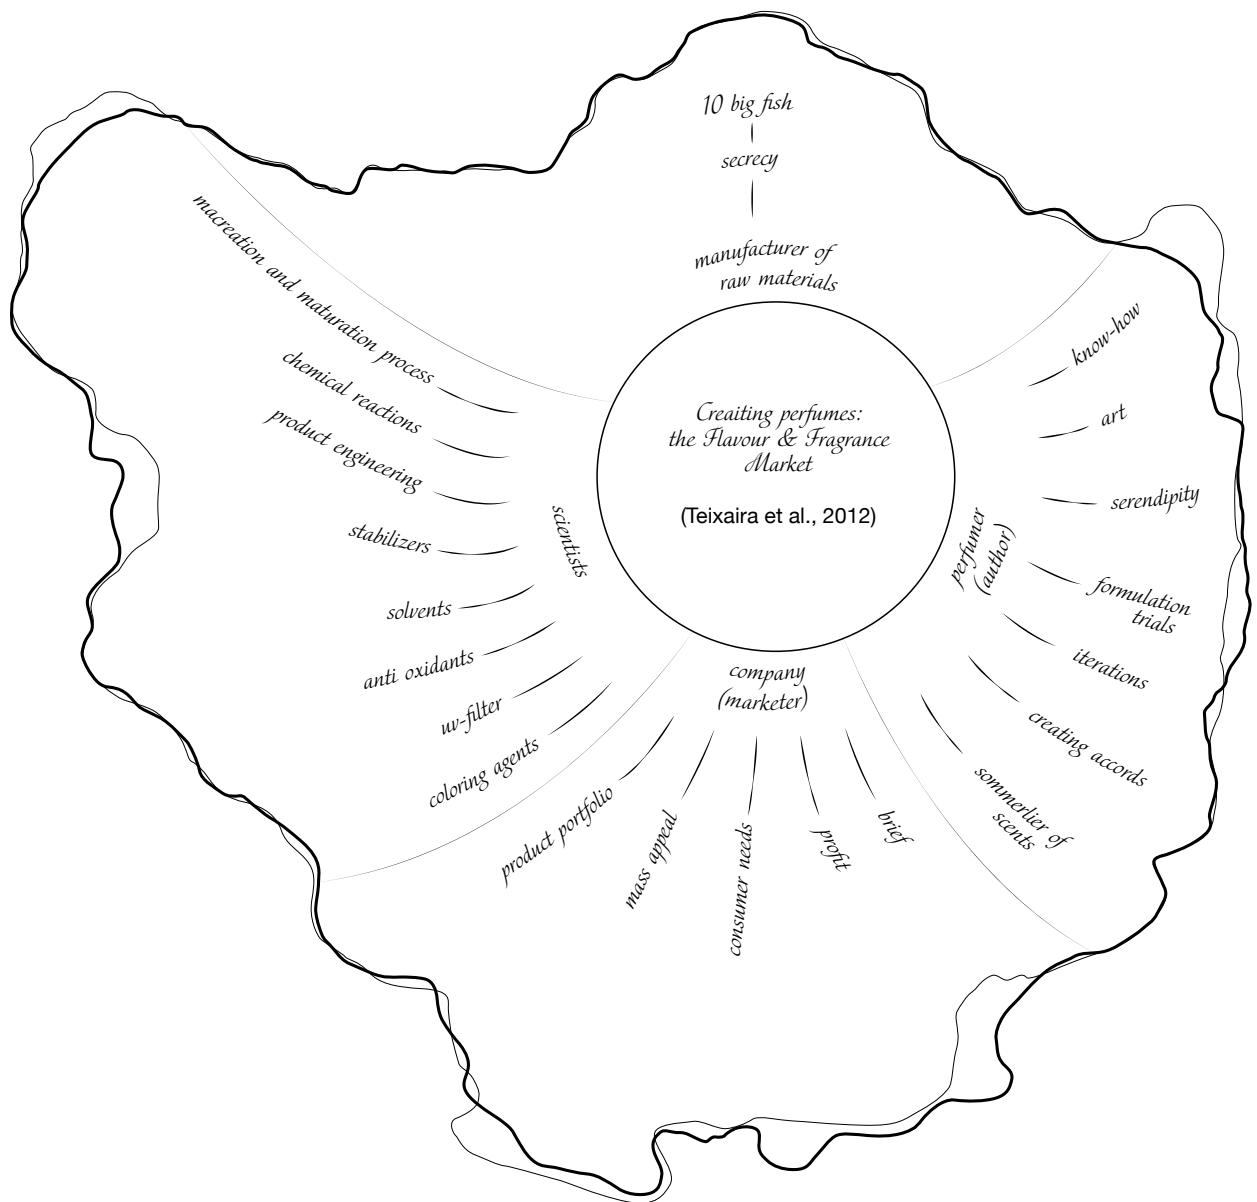 10 big fish
secrecy
manufacturer of
raw materials
Creaiting perfumes:
the Flavour & Fragrance
Market
(Teixaira et al., 2012)
know-how
art
serendipity
perfumer
(author)
formulation
trials
iterations
creating accords
sommerlier of
scents
company
(marketer)
brief
profit
consumer needs
mass appeal
product portfolio
scientists
macreation and maturation process
chemical reactions
product engineering
stabilizers
solvents
anti oxidants
uv-filter
coloring agents